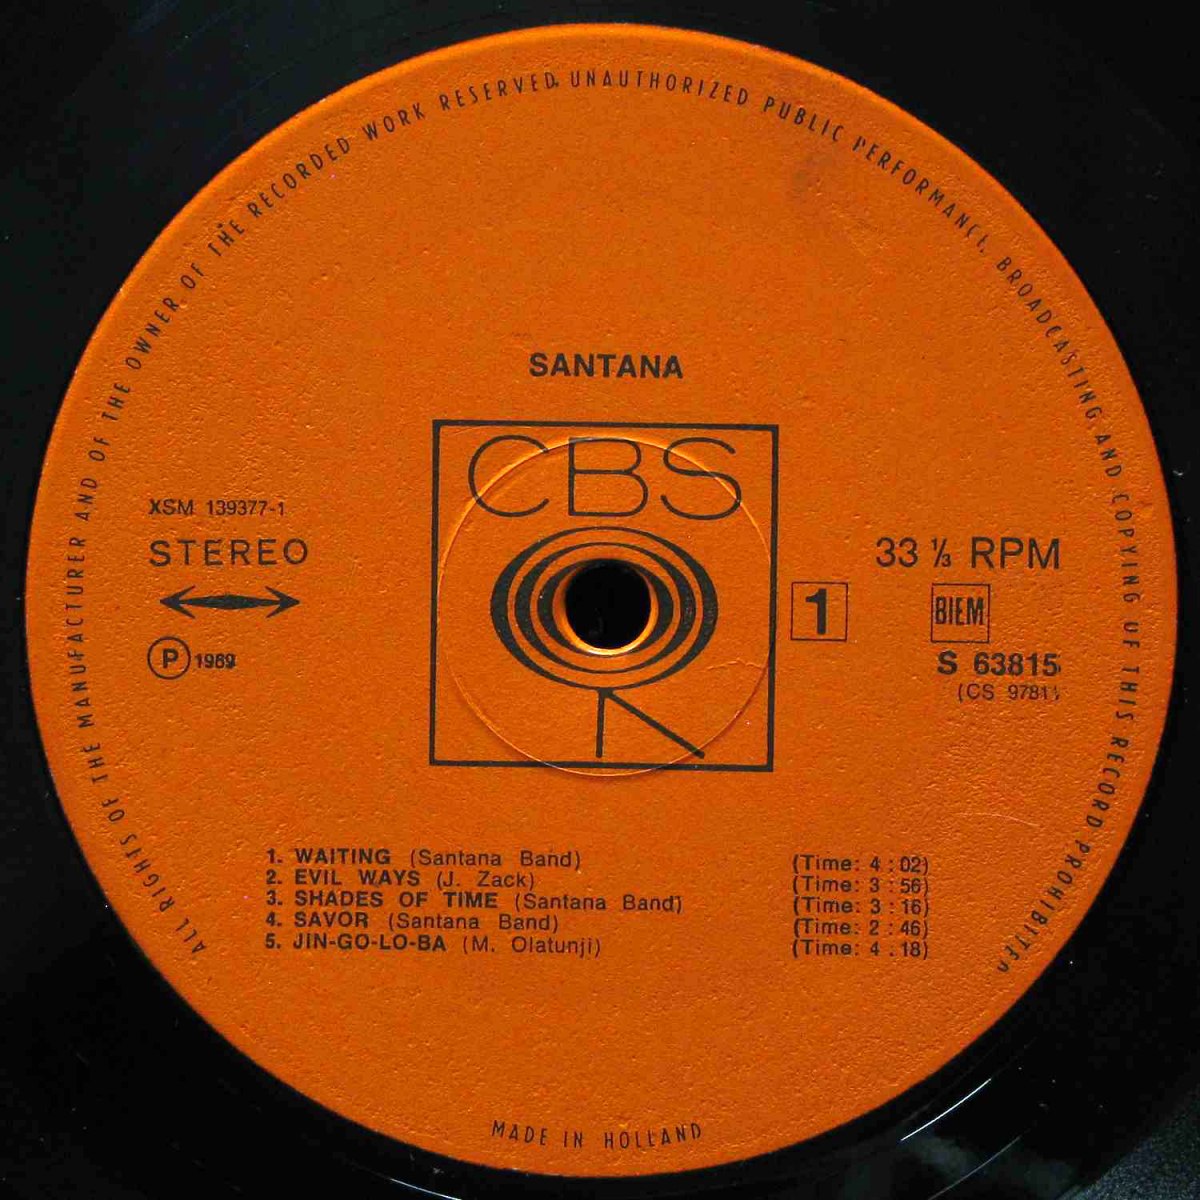 ALL RIGHTS OF THE MANUFACTURER AND OF THE OWNER OF THE RECORDED WORK RESERVED. UNAUTHORIZED PUBLIC PERFORMANCE, BROADCASTING AND COPYING OF THIS RECORD PROHIBITED
SANTANA
CBS
XSM 139377-1
STEREO
℗ 1969
33 ⅓ RPM
1
BIEM
S 63815
(CS 9781)
1. WAITING (Santana Band) (Time: 4 : 02)
2. EVIL WAYS (J. Zack) (Time: 3 : 56)
3. SHADES OF TIME (Santana Band) (Time: 3 : 16)
4. SAVOR (Santana Band) (Time: 2 : 46)
5. JIN-GO-LO-BA (M. Olatunji) (Time: 4 : 18)
MADE IN HOLLAND